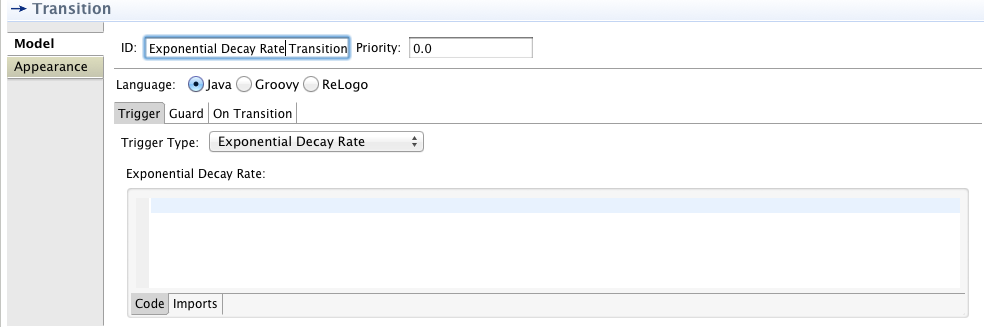 Transition
Model
Appearance
ID: Exponential Decay Rate Transition Priority: 0.0
Language: Java Groovy ReLogo
Trigger Guard On Transition
Trigger Type: Exponential Decay Rate
Exponential Decay Rate:
Code Imports